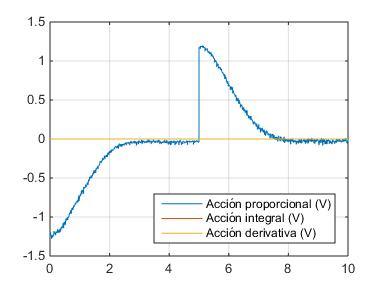 1.5
1
0.5
0
-0.5
-1
-1.5
Acción proporcional (V)
Acción integral (V)
Acción derivativa (V)
0 2 4 6 8 10